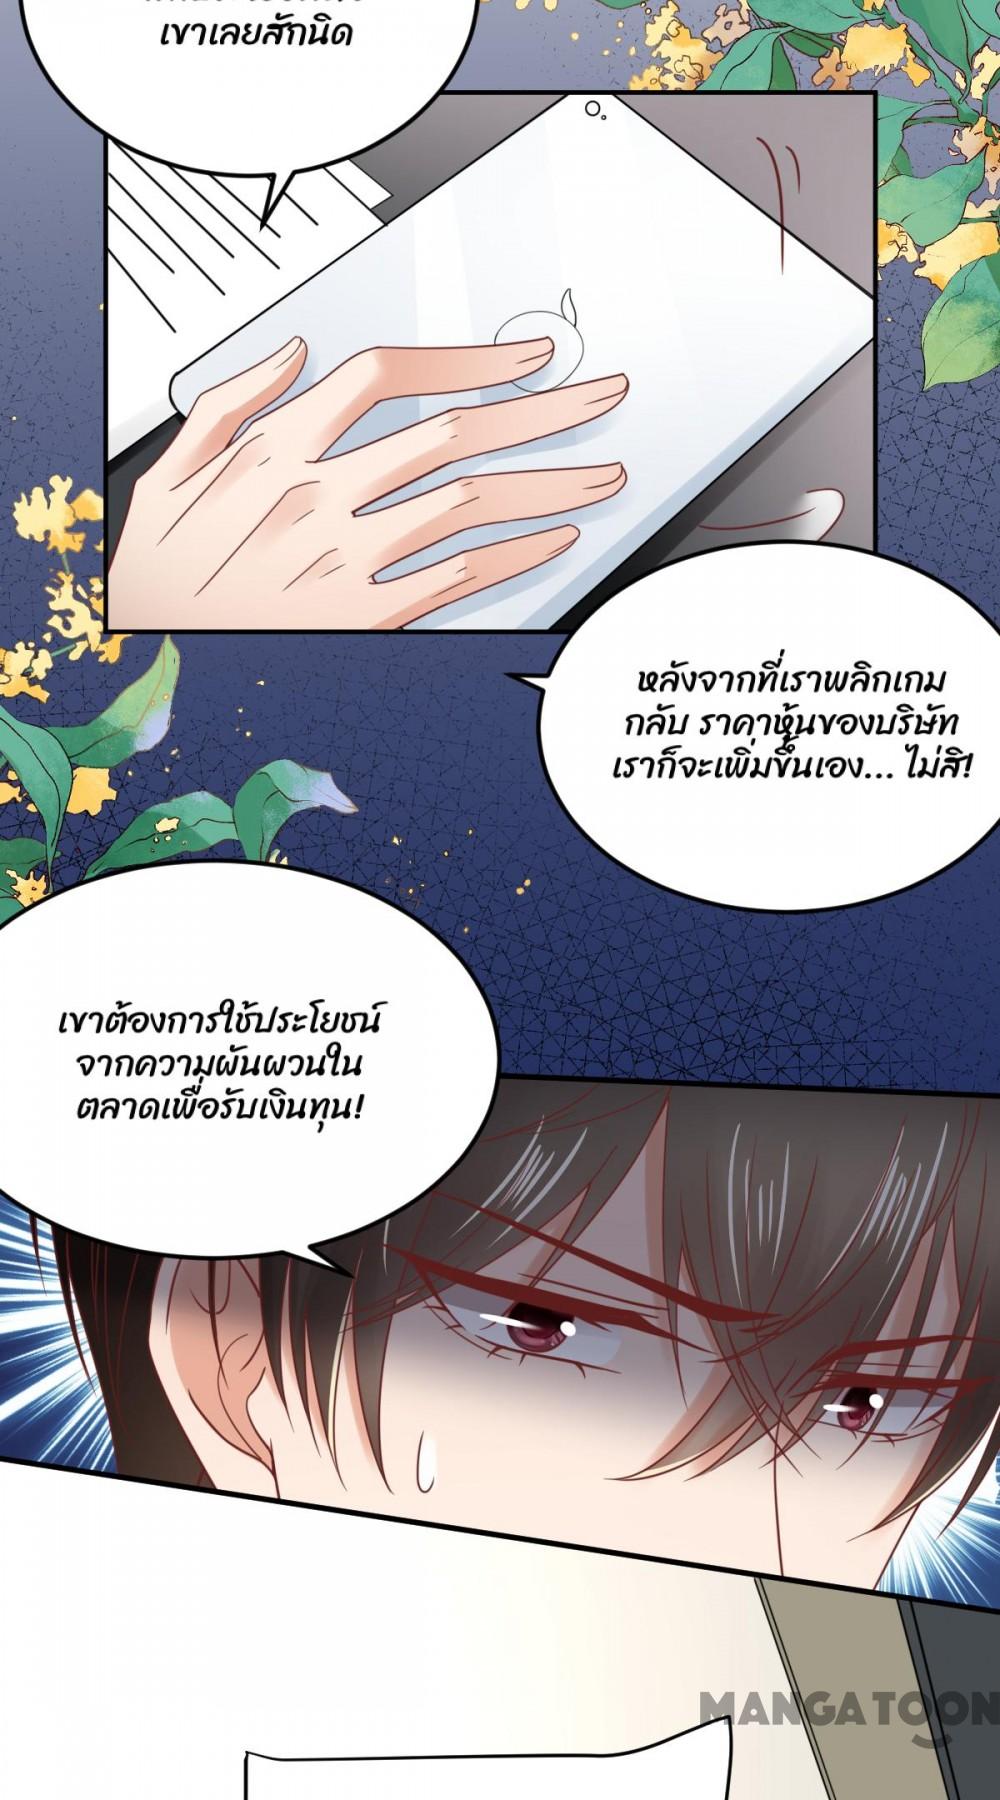 เขาเลยสักนิด
หลังจากที่เราพลิกเกม
กลับ ราคาหุ้นของบริษัท
เราก็จะเพิ่มขึ้นเอง... ไม่สิ!
เขาต้องการใช้ประโยชน์
จากความผันผวนใน
ตลาดเพื่อรับเงินทุน!
MANGATOON